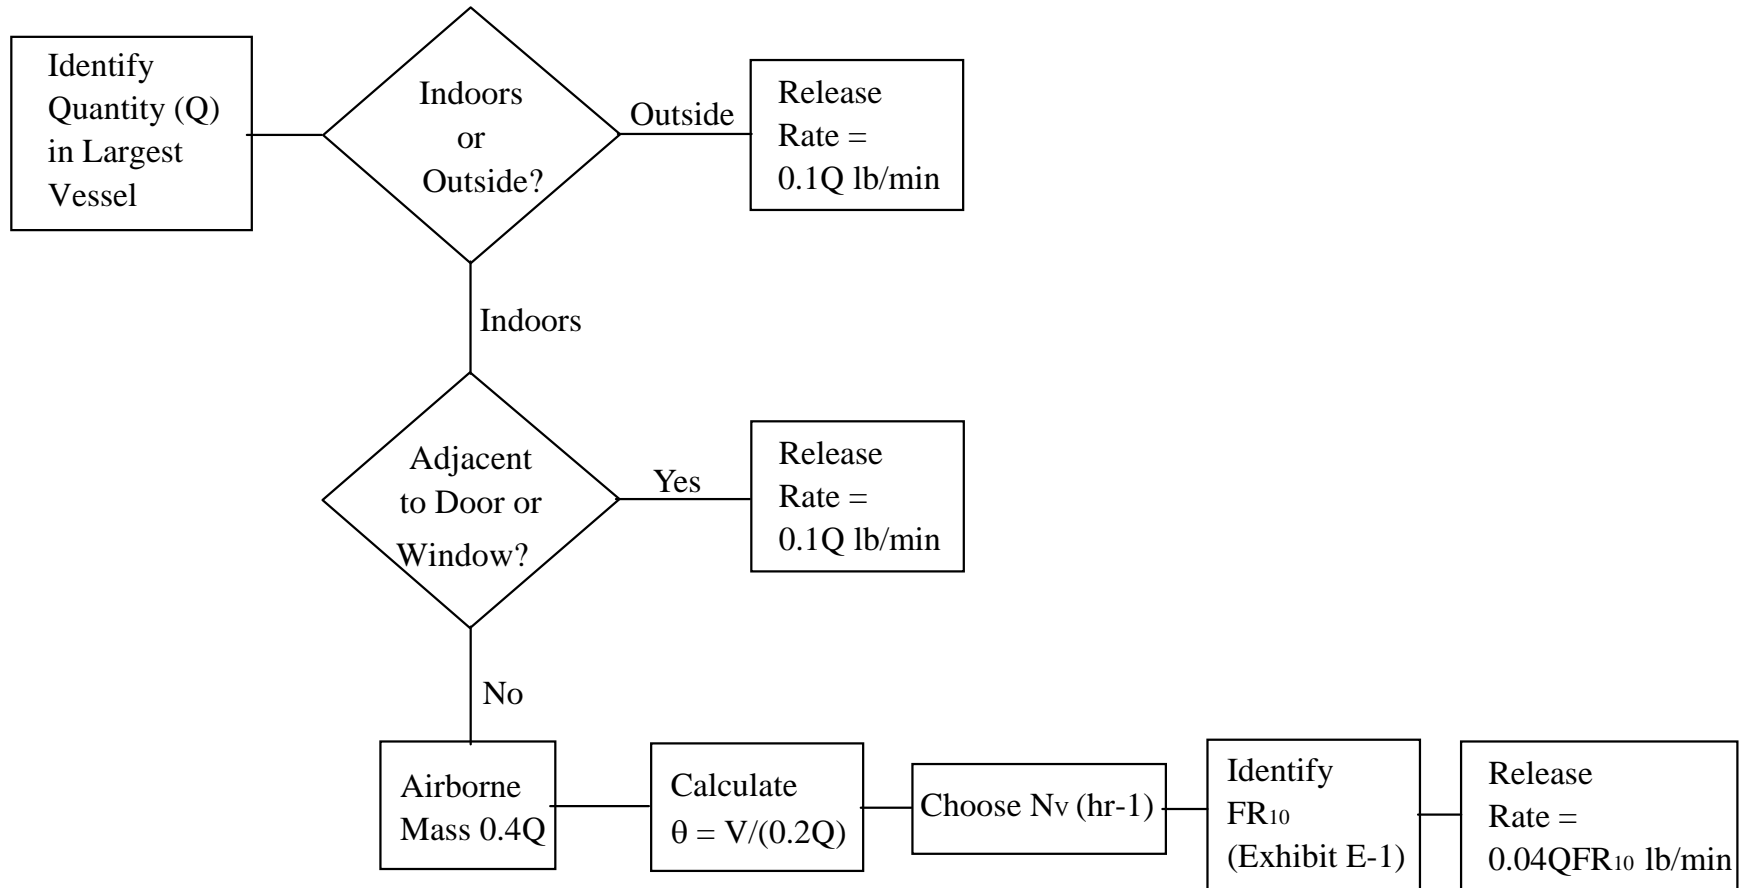 Identify
Quantity (Q)
in Largest
Vessel
Indoors
or
Outside?
Outside
Release
Rate =
0.1Q lb/min
Indoors
Adjacent
to Door or
Window?
Yes
Release
Rate =
0.1Q lb/min
No
Airborne
Mass 0.4Q
Calculate
θ = V/(0.2Q)
Choose NV (hr-1)
Identify
FR10
(Exhibit E-1)
Release
Rate =
0.04QFR10 lb/min